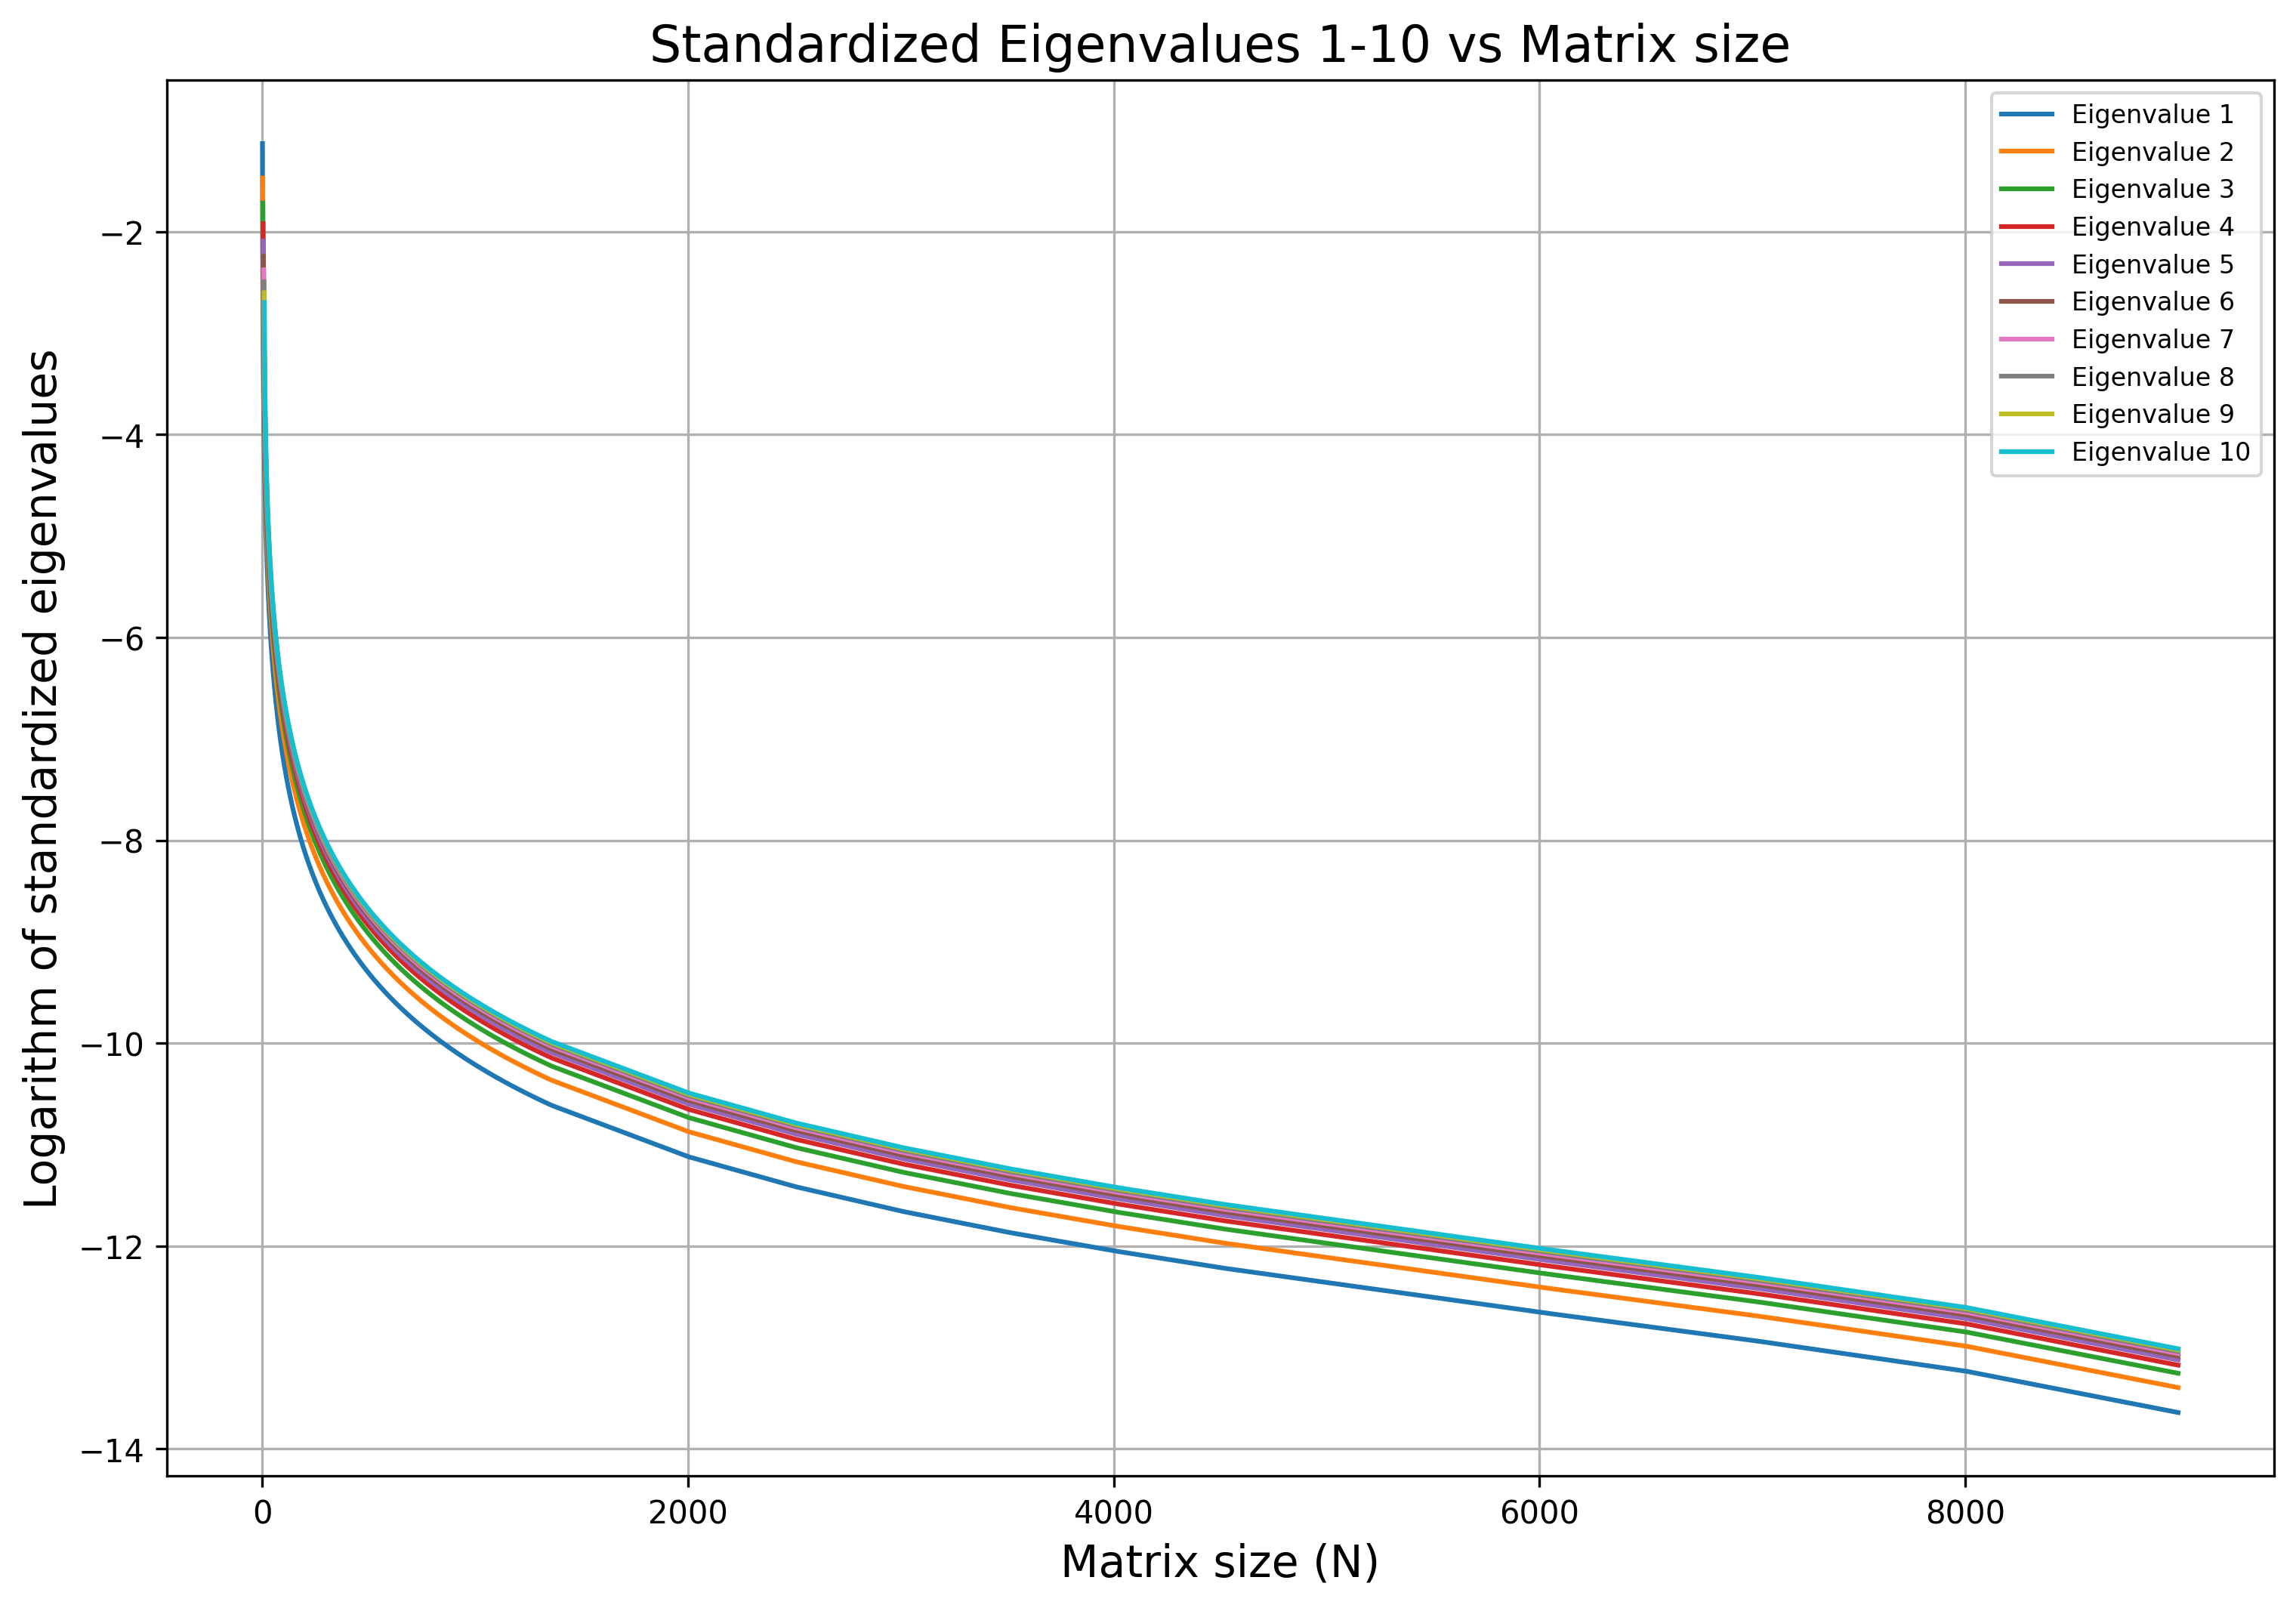 Standardized Eigenvalues 1-10 vs Matrix size
Eigenvalue 1
Eigenvalue 2
Eigenvalue 3
Eigenvalue 4
Eigenvalue 5
Eigenvalue 6
Eigenvalue 7
Eigenvalue 8
Eigenvalue 9
Eigenvalue 10
Logarithm of standardized eigenvalues
−2
−4
−6
−8
−10
−12
−14
0 2000 4000 6000 8000
Matrix size (N)